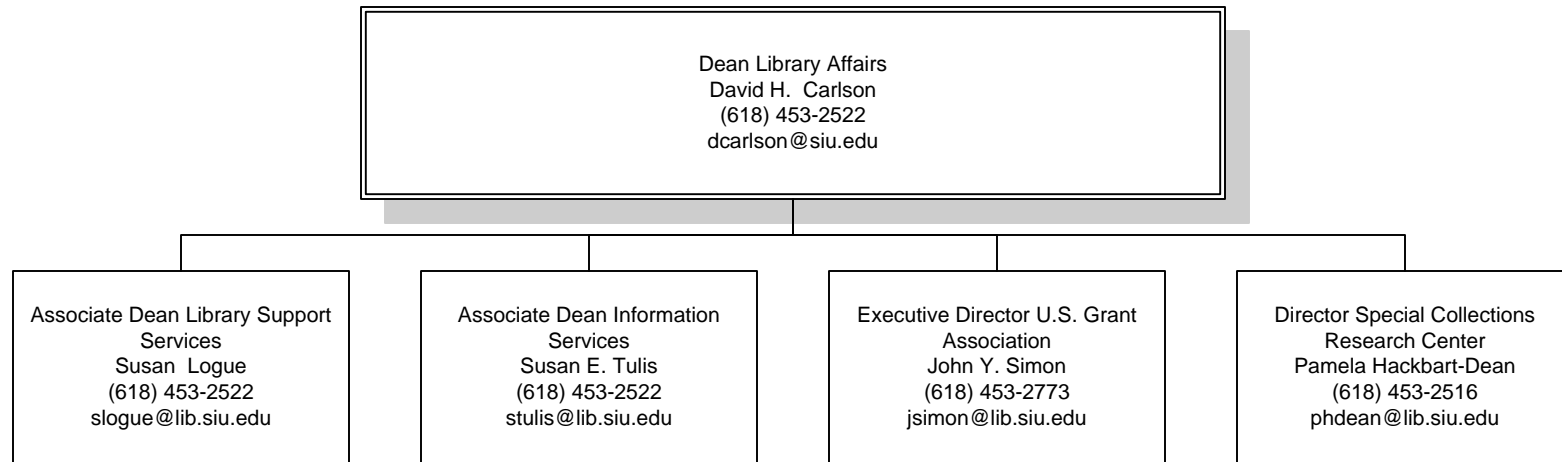 Dean Library Affairs
David H. Carlson
(618) 453-2522
dcarlson@siu.edu
Associate Dean Library Support
Services
Susan Logue
(618) 453-2522
slogue@lib.siu.edu
Associate Dean Information
Services
Susan E. Tulis
(618) 453-2522
stulis@lib.siu.edu
Executive Director U.S. Grant
Association
John Y. Simon
(618) 453-2773
jsimon@lib.siu.edu
Director Special Collections
Research Center
Pamela Hackbart-Dean
(618) 453-2516
phdean@lib.siu.edu